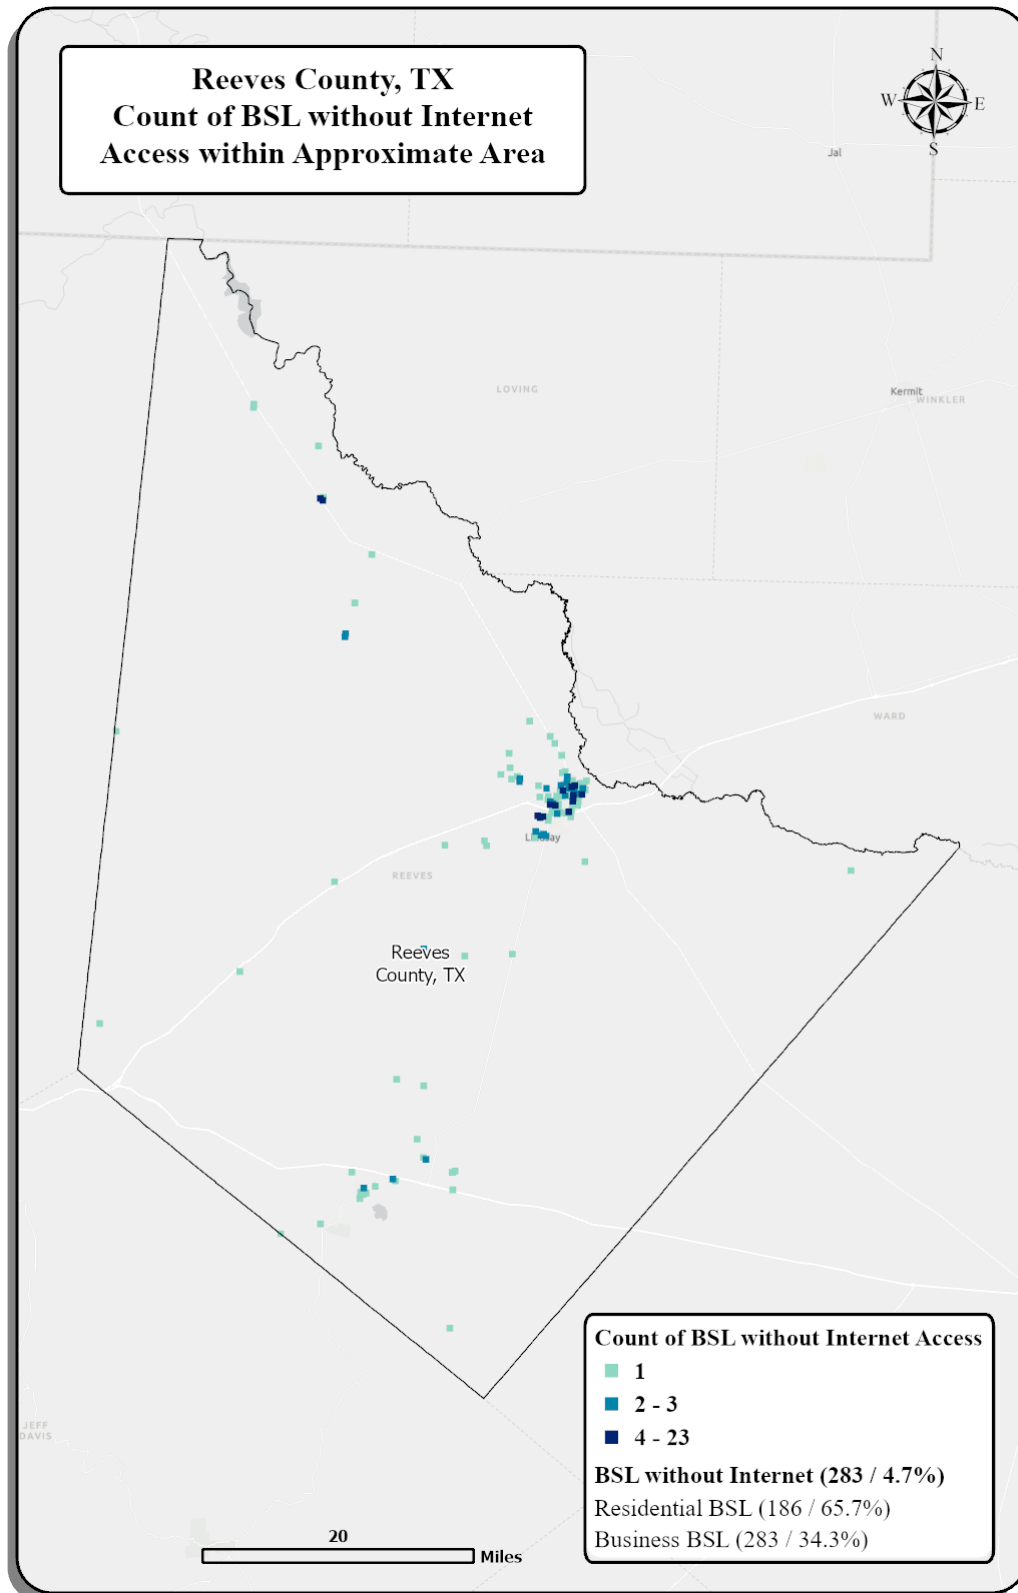 Reeves County, TX
Count of BSL without Internet
Access within Approximate Area
N
W
E
S
Jal
LOVING
Kermit
WINKLER
WARD
Lindsay
REEVES
Reeves
County, TX
JEFF
DAVIS
Count of BSL without Internet Access
1
2 - 3
4 - 23
BSL without Internet (283 / 4.7%)
Residential BSL (186 / 65.7%)
Business BSL (283 / 34.3%)
20
Miles